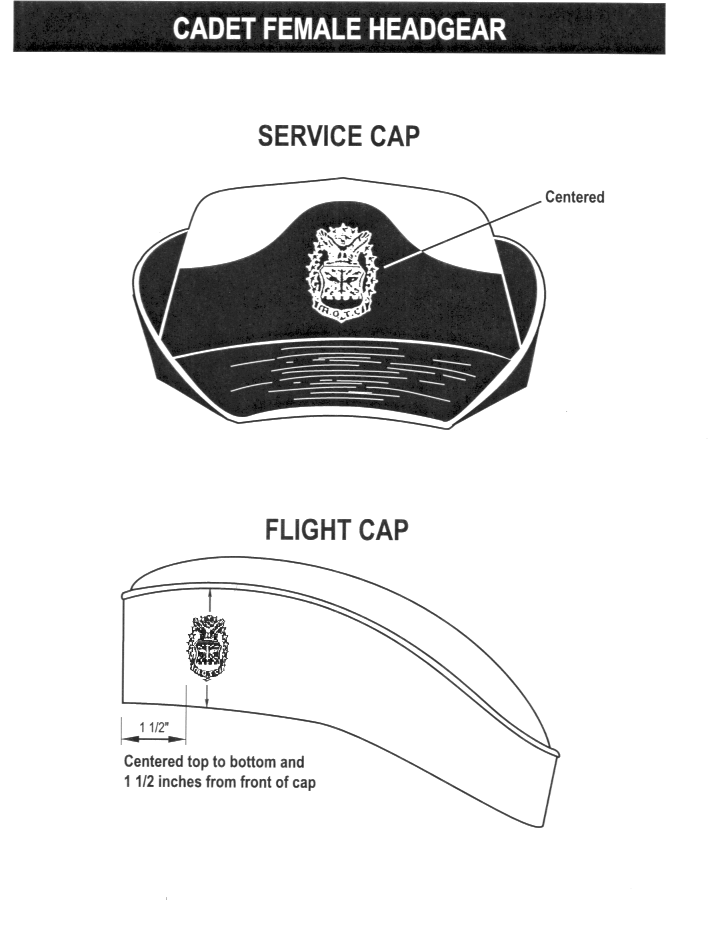 CADET FEMALE HEADGEAR
SERVICE CAP
Centered
R.O.T.C.
FLIGHT CAP
1 1/2"
Centered top to bottom and
1 1/2 inches from front of cap